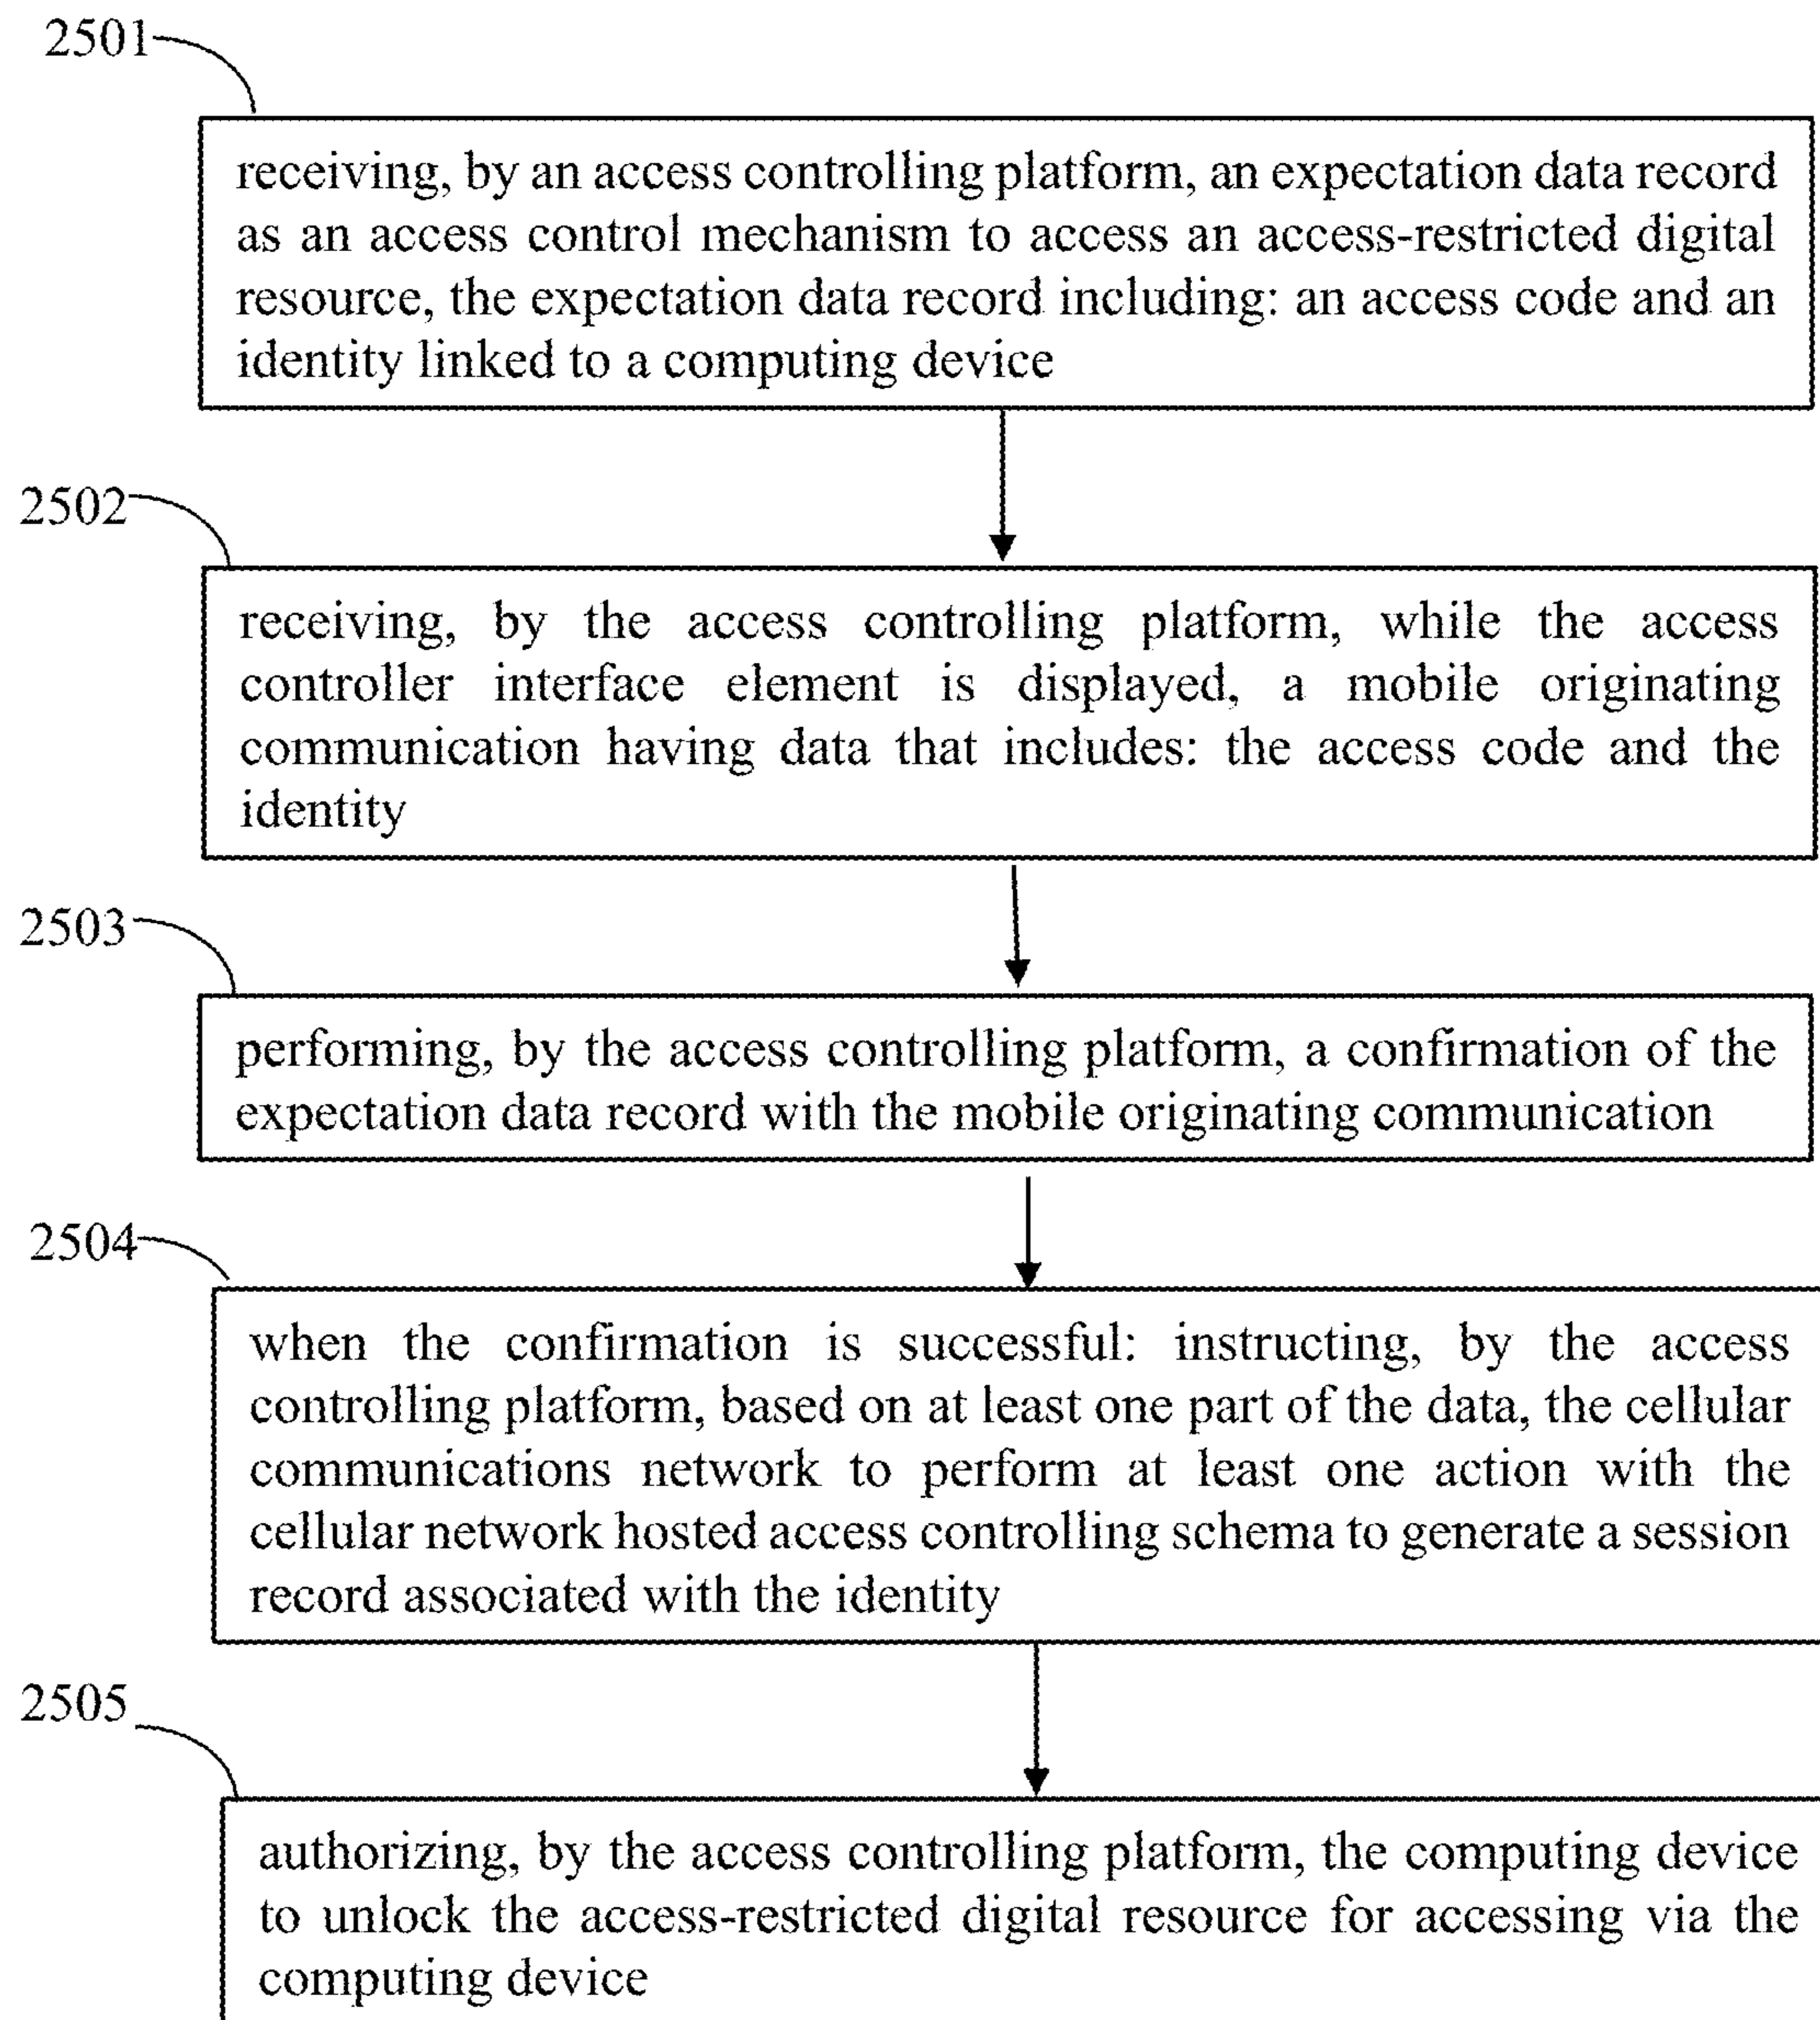 2501
receiving, by an access controlling platform, an expectation data record
as an access control mechanism to access an access-restricted digital
resource, the expectation data record including: an access code and an
identity linked to a computing device
2502
receiving, by the access controlling platform, while the access
controller interface element is displayed, a mobile originating
communication having data that includes: the access code and the
identity
2503
performing, by the access controlling platform, a confirmation of the
expectation data record with the mobile originating communication
2504
when the confirmation is successful: instructing, by the access
controlling platform, based on at least one part of the data, the cellular
communications network to perform at least one action with the
cellular network hosted access controlling schema to generate a session
record associated with the identity
2505
authorizing, by the access controlling platform, the computing device
to unlock the access-restricted digital resource for accessing via the
computing device